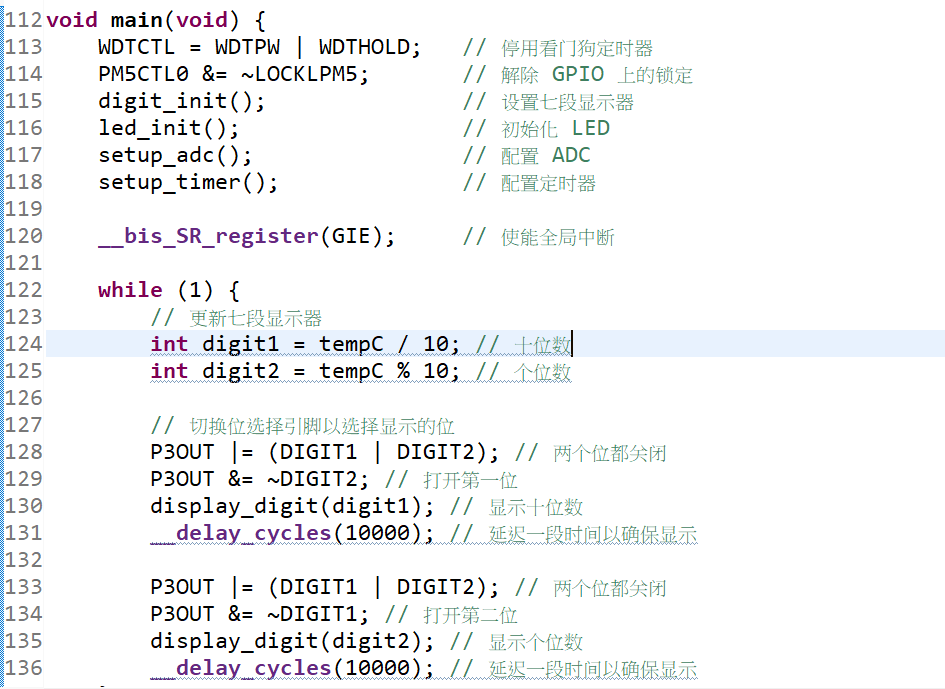 112 void main(void) {
113     WDTCTL = WDTPW | WDTHOLD;   // 停用看门狗定时器
114     PM5CTL0 &= ~LOCKLPM5;       // 解除 GPIO 上的锁定
115     digit_init();               // 设置七段显示器
116     led_init();                 // 初始化 LED
117     setup_adc();                // 配置 ADC
118     setup_timer();              // 配置定时器
119
120     __bis_SR_register(GIE);     // 使能全局中断
121
122     while (1) {
123         // 更新七段显示器
124         int digit1 = tempC / 10; // 十位数
125         int digit2 = tempC % 10; // 个位数
126
127         // 切换位选择引脚以选择显示的位
128         P3OUT |= (DIGIT1 | DIGIT2); // 两个位都关闭
129         P3OUT &= ~DIGIT2; // 打开第一位
130         display_digit(digit1); // 显示十位数
131         __delay_cycles(10000); // 延迟一段时间以确保显示
132
133         P3OUT |= (DIGIT1 | DIGIT2); // 两个位都关闭
134         P3OUT &= ~DIGIT1; // 打开第二位
135         display_digit(digit2); // 显示个位数
136         __delay_cycles(10000); // 延迟一段时间以确保显示